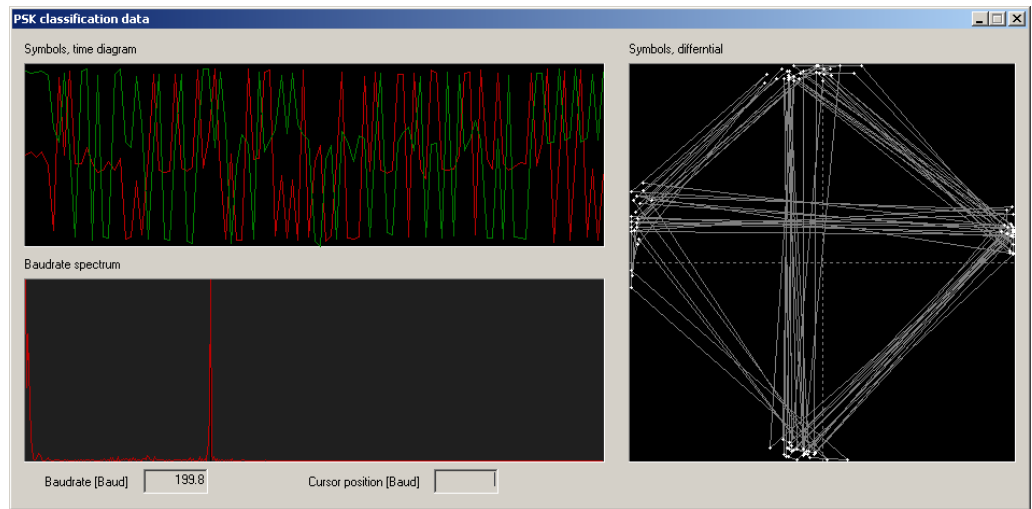 PSK classification data
Symbols, time diagram
Symbols, differntial
Baudrate spectrum
Baudrate [Baud] 199.8 Cursor position [Baud]